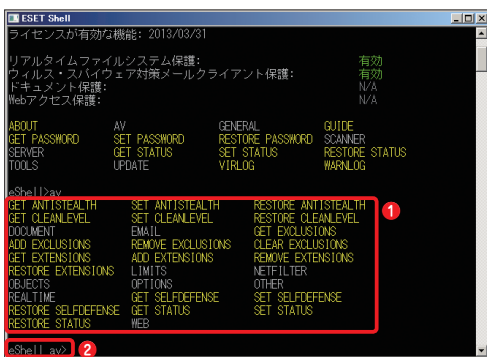 ESET Shell
ライセンスが有効な機能: 2013/03/31
リアルタイムファイルシステム保護: 有効
ウィルス・スパイウェア対策メールクライアント保護: 有効
ドキュメント保護: N/A
Webアクセス保護: N/A
ABOUT AV GENERAL GUIDE
GET PASSWORD SET PASSWORD RESTORE PASSWORD SCANNER
SERVER GET STATUS SET STATUS RESTORE STATUS
TOOLS UPDATE VIRLOG WARNLOG
eShell>av
GET ANTISTEALTH SET ANTISTEALTH RESTORE ANTISTEALTH
GET CLEANLEVEL SET CLEANLEVEL RESTORE CLEANLEVEL
DOCUMENT EMAIL GET EXCLUSIONS
ADD EXCLUSIONS REMOVE EXCLUSIONS CLEAR EXCLUSIONS
GET EXTENSIONS ADD EXTENSIONS REMOVE EXTENSIONS
RESTORE EXTENSIONS LIMITS NETFILTER
OBJECTS OPTIONS OTHER
REALTIME GET SELFDEFENSE SET SELFDEFENSE
RESTORE SELFDEFENSE GET STATUS SET STATUS
RESTORE STATUS WEB
1
eShell av>
2